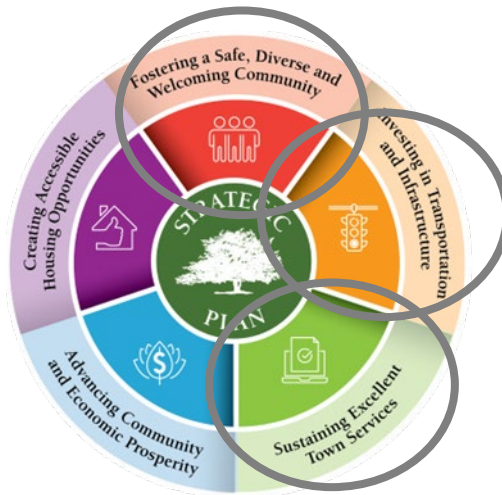 Fostering a Safe, Diverse and
Welcoming Community
Investing in Transportation
and Infrastructure
Sustaining Excellent
Town Services
Advancing Community
and Economic Prosperity
Creating Accessible
Housing Opportunities
STRATEGIC
PLAN
$